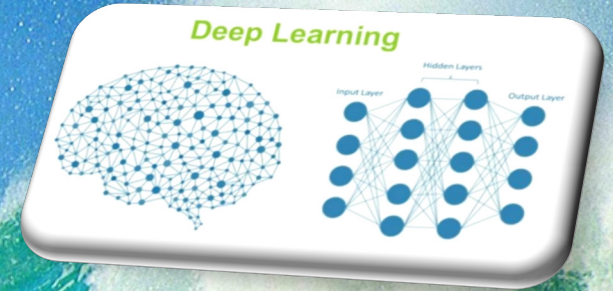 Deep Learning
Hidden Layers
Input Layer
Output Layer